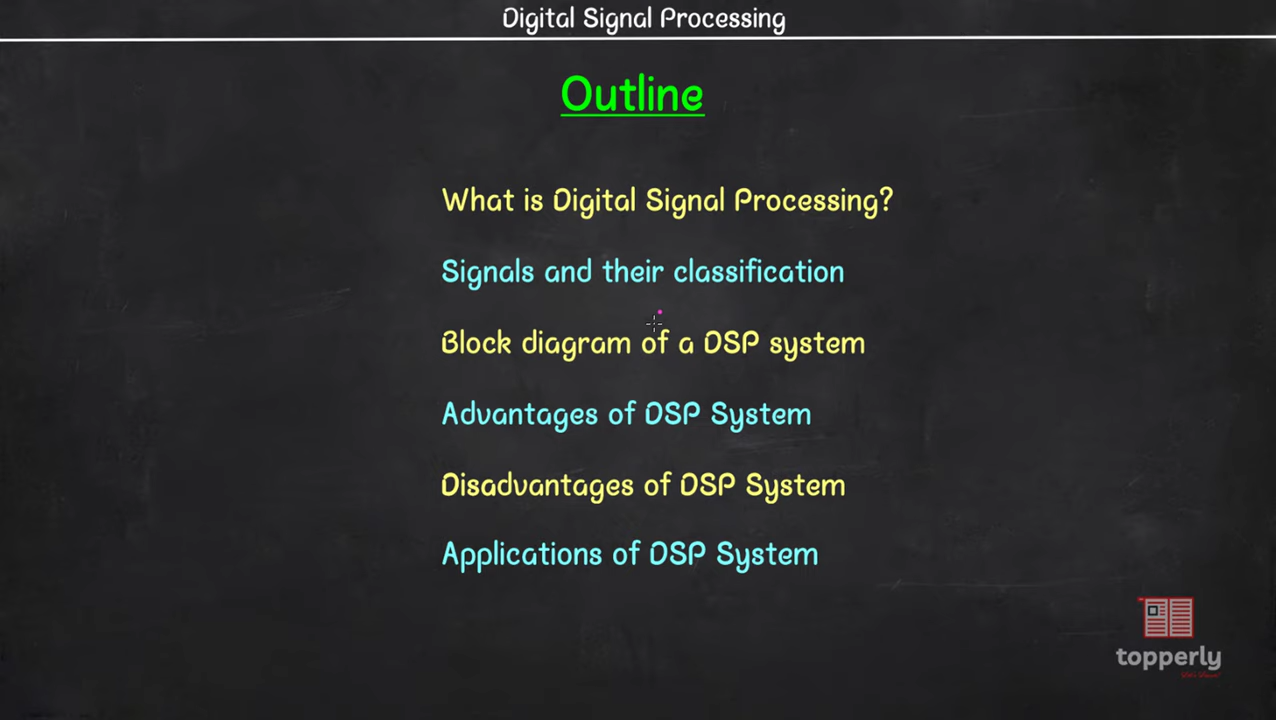 Digital Signal Processing
Outline
What is Digital Signal Processing?
Signals and their classification
Block diagram of a DSP system
Advantages of DSP System
Disadvantages of DSP System
Applications of DSP System
topperly